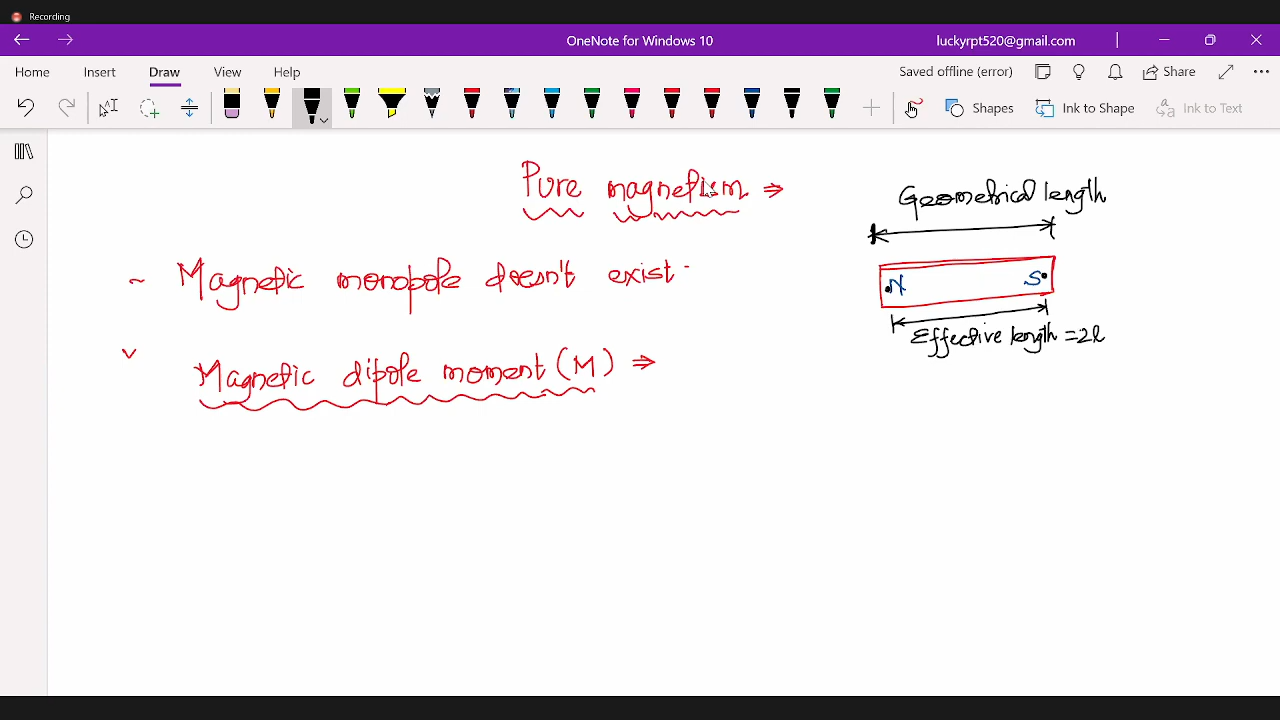 Recording
OneNote for Windows 10
luckyrpt520@gmail.com
Home Insert Draw View Help
Saved offline (error)
Share
Shapes
Ink to Shape
Ink to Text
Pure magnetism ⇒
Geometrical length
~ Magnetic monopole doesn't exist
N S
Effective length = 2l
Magnetic dipole moment (M) ⇒